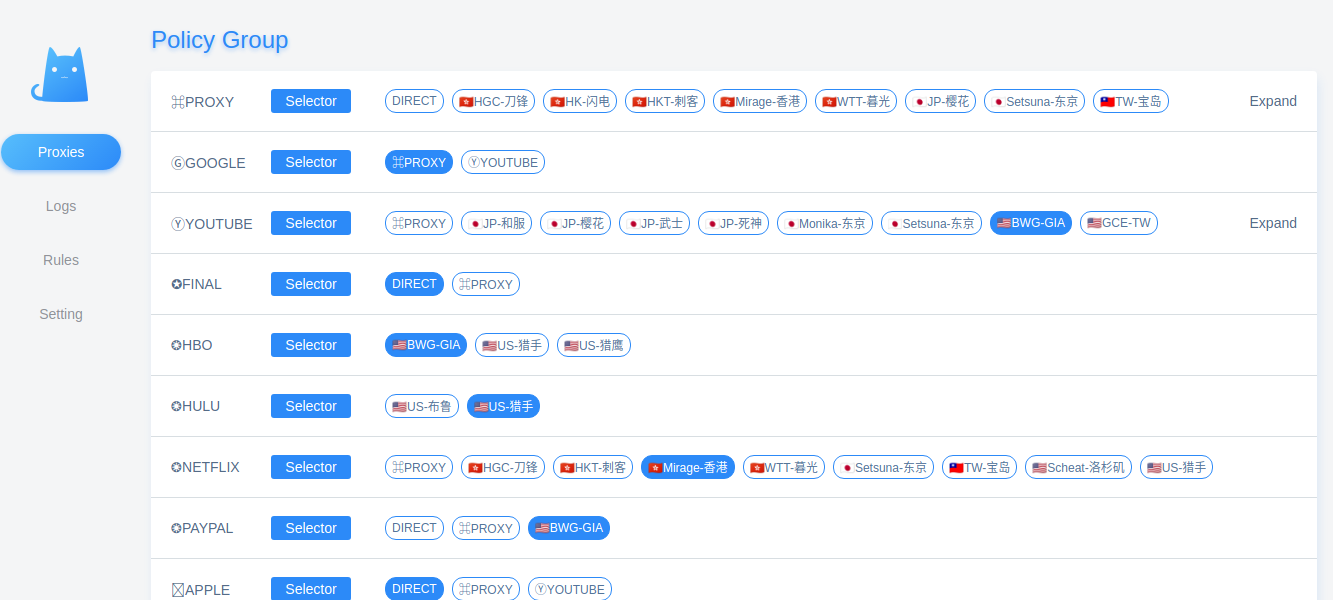 Policy Group
⌘PROXY Selector DIRECT 🇭🇰HGC-刀锋 🇭🇰HK-闪电 🇭🇰HKT-刺客 🇭🇰Mirage-香港 🇭🇰WTT-暮光 🇯🇵JP-樱花 🇯🇵Setsuna-东京 🇹🇼TW-宝岛 Expand
Proxies
ⒼGOOGLE Selector ⌘PROXY ⓎYOUTUBE
Logs
ⓎYOUTUBE Selector ⌘PROXY 🇯🇵JP-和服 🇯🇵JP-樱花 🇯🇵JP-武士 🇯🇵JP-死神 🇯🇵Monika-东京 🇯🇵Setsuna-东京 🇺🇸BWG-GIA 🇺🇸GCE-TW Expand
Rules
✪FINAL Selector DIRECT ⌘PROXY
Setting
✪HBO Selector 🇺🇸BWG-GIA 🇺🇸US-猎手 🇺🇸US-猎鹰
✪HULU Selector 🇺🇸US-布鲁 🇺🇸US-猎手
✪NETFLIX Selector ⌘PROXY 🇭🇰HGC-刀锋 🇭🇰HKT-刺客 🇭🇰Mirage-香港 🇭🇰WTT-暮光 🇯🇵Setsuna-东京 🇹🇼TW-宝岛 🇺🇸Scheat-洛杉矶 🇺🇸US-猎手
✪PAYPAL Selector DIRECT ⌘PROXY 🇺🇸BWG-GIA
APPLE Selector DIRECT ⌘PROXY ⓎYOUTUBE